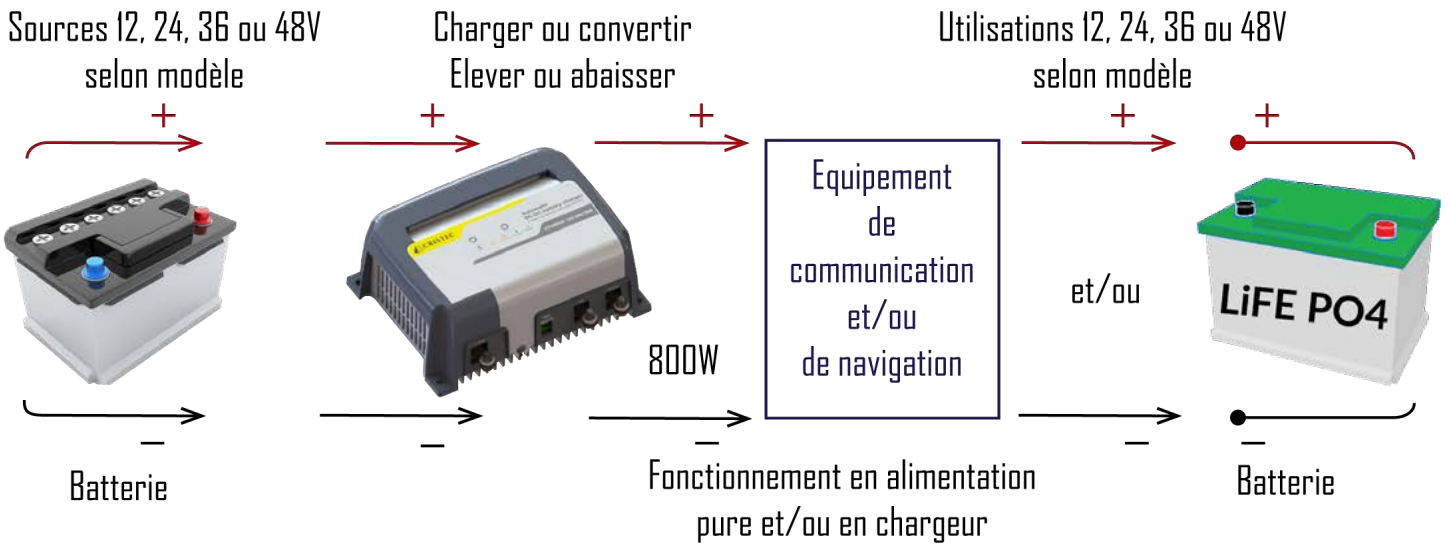 Sources 12, 24, 36 ou 48V
selon modèle
Charger ou convertir
Elever ou abaisser
Utilisations 12, 24, 36 ou 48V
selon modèle
+
+
+
+
+
CRISTEC
Equipement
de
communication
et/ou
de navigation
et/ou
LiFE PO4
800W
–
–
–
–
–
Batterie
Fonctionnement en alimentation
pure et/ou en chargeur
Batterie